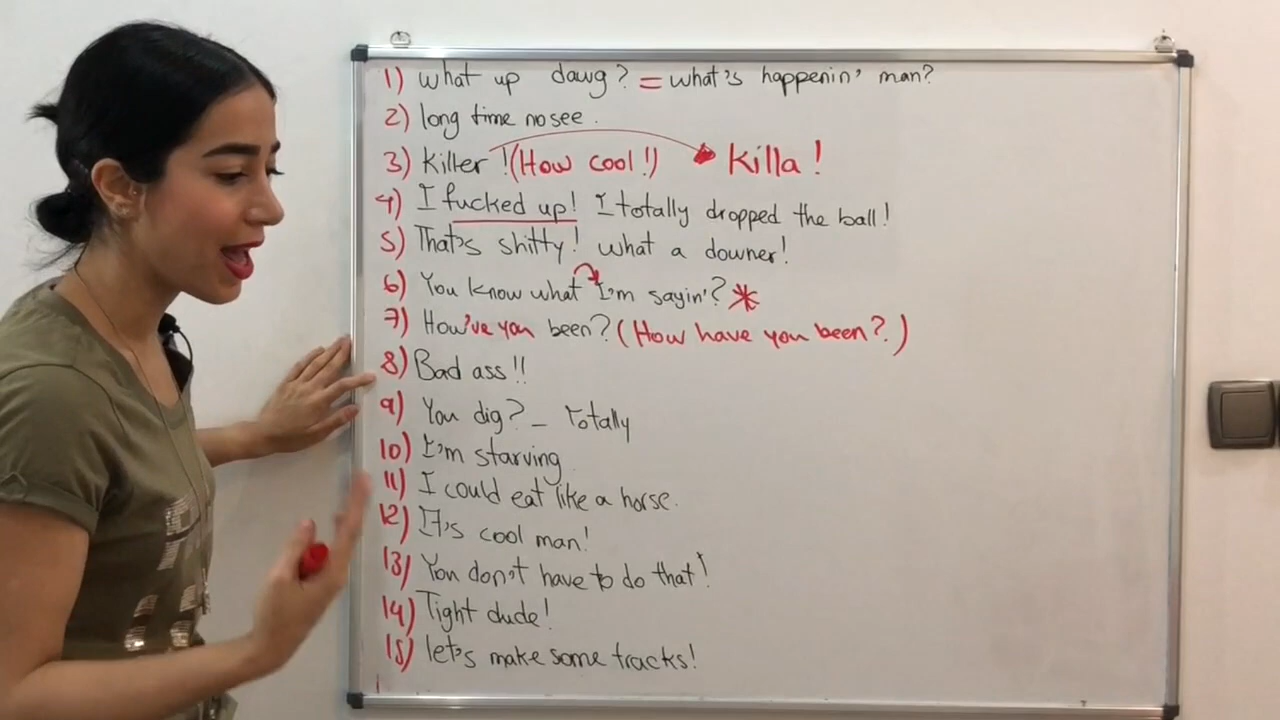 1) what up dawg? = what's happenin' man?
2) long time no see.
3) Killer !(How cool!) Killa !
4) I fucked up! I totally dropped the ball!
5) That's shitty! what a downer!
6) You know what I'm sayin'? *
7) How've you been? (How have you been?)
8) Bad ass!!
9) You dig? _ Totally
10) I'm starving
11) I could eat like a horse.
12) It's cool man!
13) You don't have to do that!
14) Tight dude!
15) let's make some tracks!